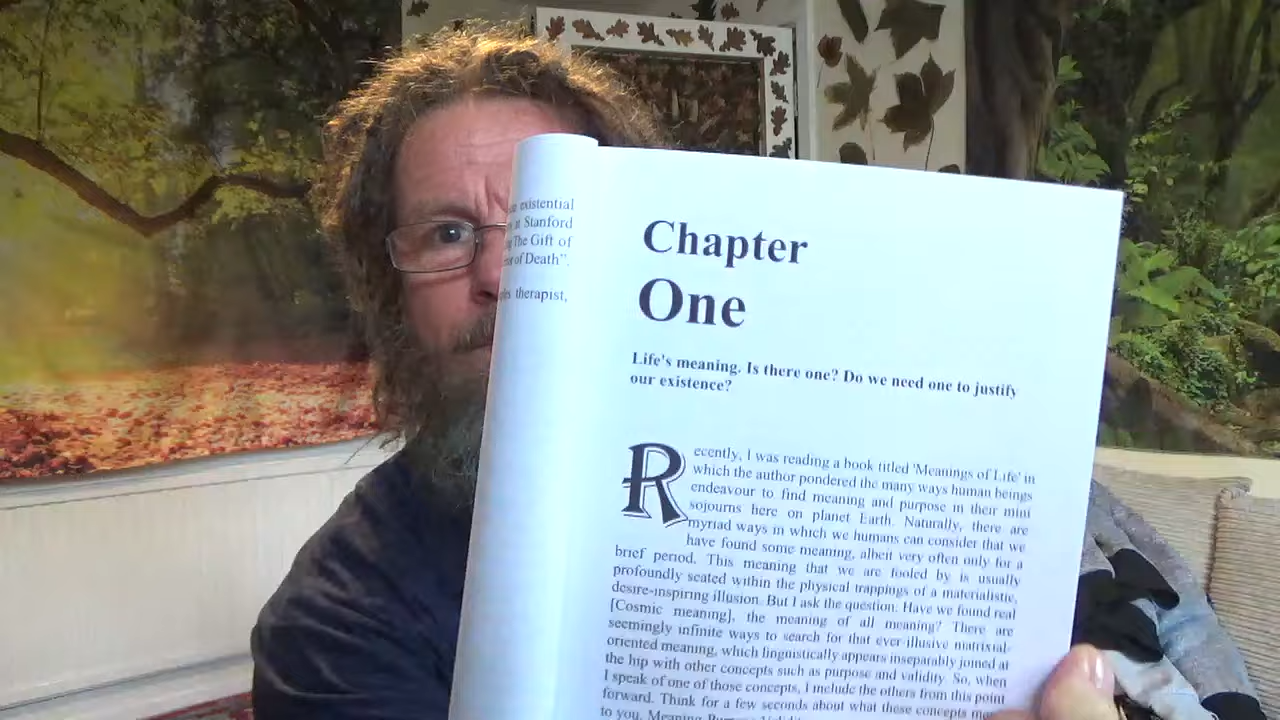 existential
at Stanford
The Gift of
of Death".
therapist,
Chapter
One
Life's meaning. Is there one? Do we need one to justify
our existence?
Recently, I was reading a book titled 'Meanings of Life' in
which the author pondered the many ways human beings
endeavour to find meaning and purpose in their mini
sojourns here on planet Earth. Naturally, there are
myriad ways in which we humans can consider that we
have found some meaning, albeit very often only for a
brief period. This meaning that we are fooled by is usually
profoundly seated within the physical trappings of a materialistic,
desire-inspiring illusion. But I ask the question: Have we found real
[Cosmic meaning], the meaning of all meaning? There are
seemingly infinite ways to search for that ever illusive matrixial-
oriented meaning, which linguistically appears inseparably joined at
the hip with other concepts such as purpose and validity. So, when
I speak of one of those concepts, I include the others from this point
forward. Think for a few seconds about what these concepts
to you. Meaning